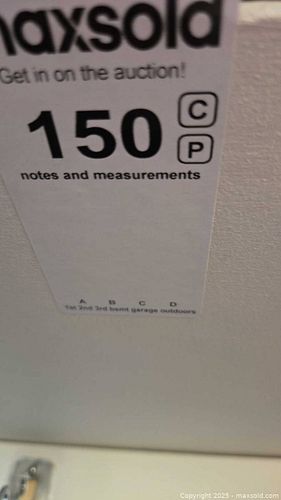 maxsold
Get in on the auction!
150
C
P
notes and measurements
A B C D
1st 2nd 3rd bsmt garage outdoors
Copyright 2025 - maxsold.com